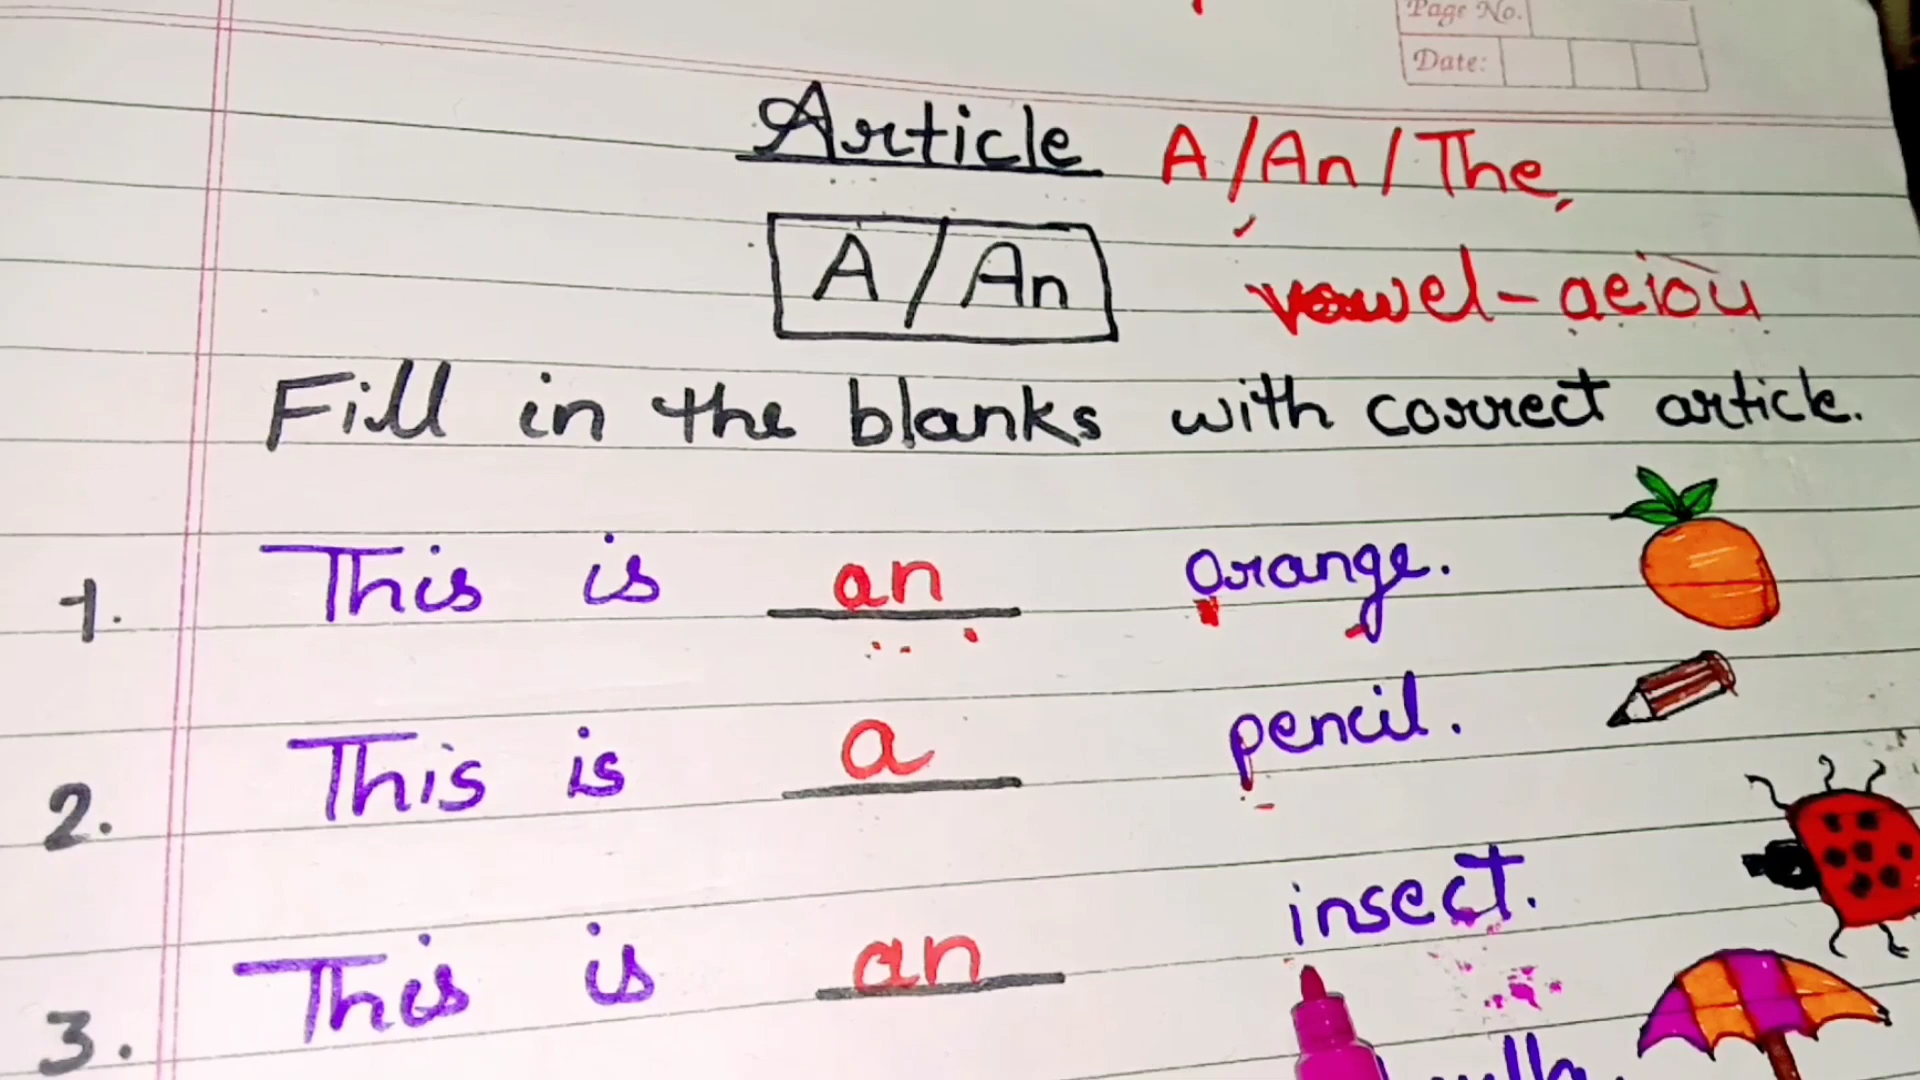 Page No.
Date:
Article A/An/The,
A/An
vowel-aeiou
Fill in the blanks with correct article.
1. This is an orange.
2. This is a pencil.
3. This is an insect.